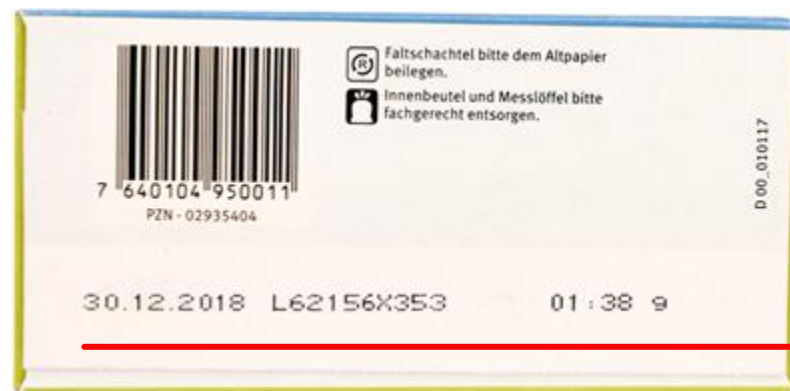 Faltschachtel bitte dem Altpapier
beilegen.
Innenbeutel und Messlöffel bitte
fachgerecht entsorgen.
7 640104 950011
PZN - 02935404
D 00_010117
30.12.2018 L62156X353 01:38 9